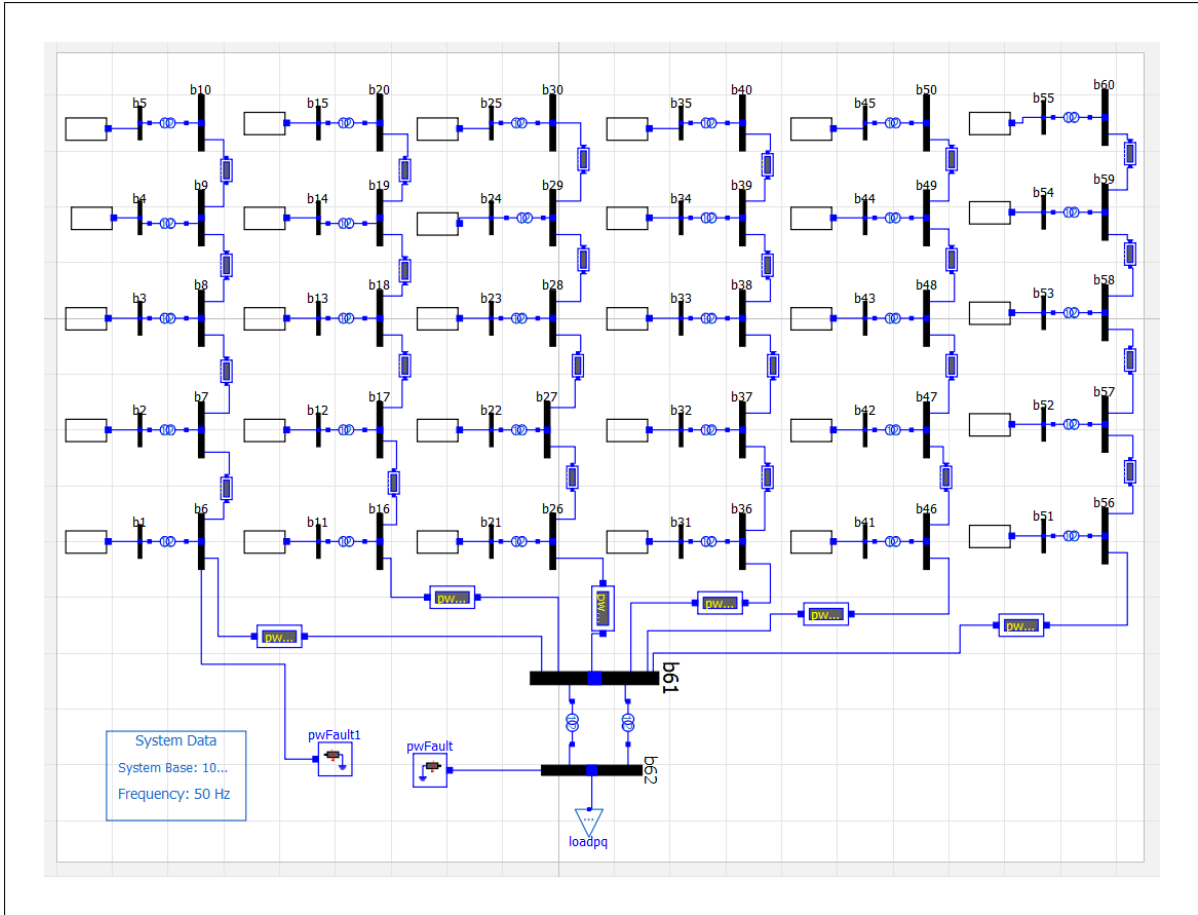 b10 b20 b30 b40 b50 b60
b5 b15 b25 b35 b45 b55
b9 b19 b29 b39 b49 b59
b4 b14 b24 b34 b44 b54
b8 b18 b28 b38 b48 b58
b3 b13 b23 b33 b43 b53
b7 b17 b27 b37 b47 b57
b2 b12 b22 b32 b42 b52
b6 b16 b26 b36 b46 b56
b1 b11 b21 b31 b41 b51
pw... pw... pw... pw... pw... pw...
b61
pwFault1 pwFault b62
System Data
System Base: 10...
Frequency: 50 Hz
...
loadpq